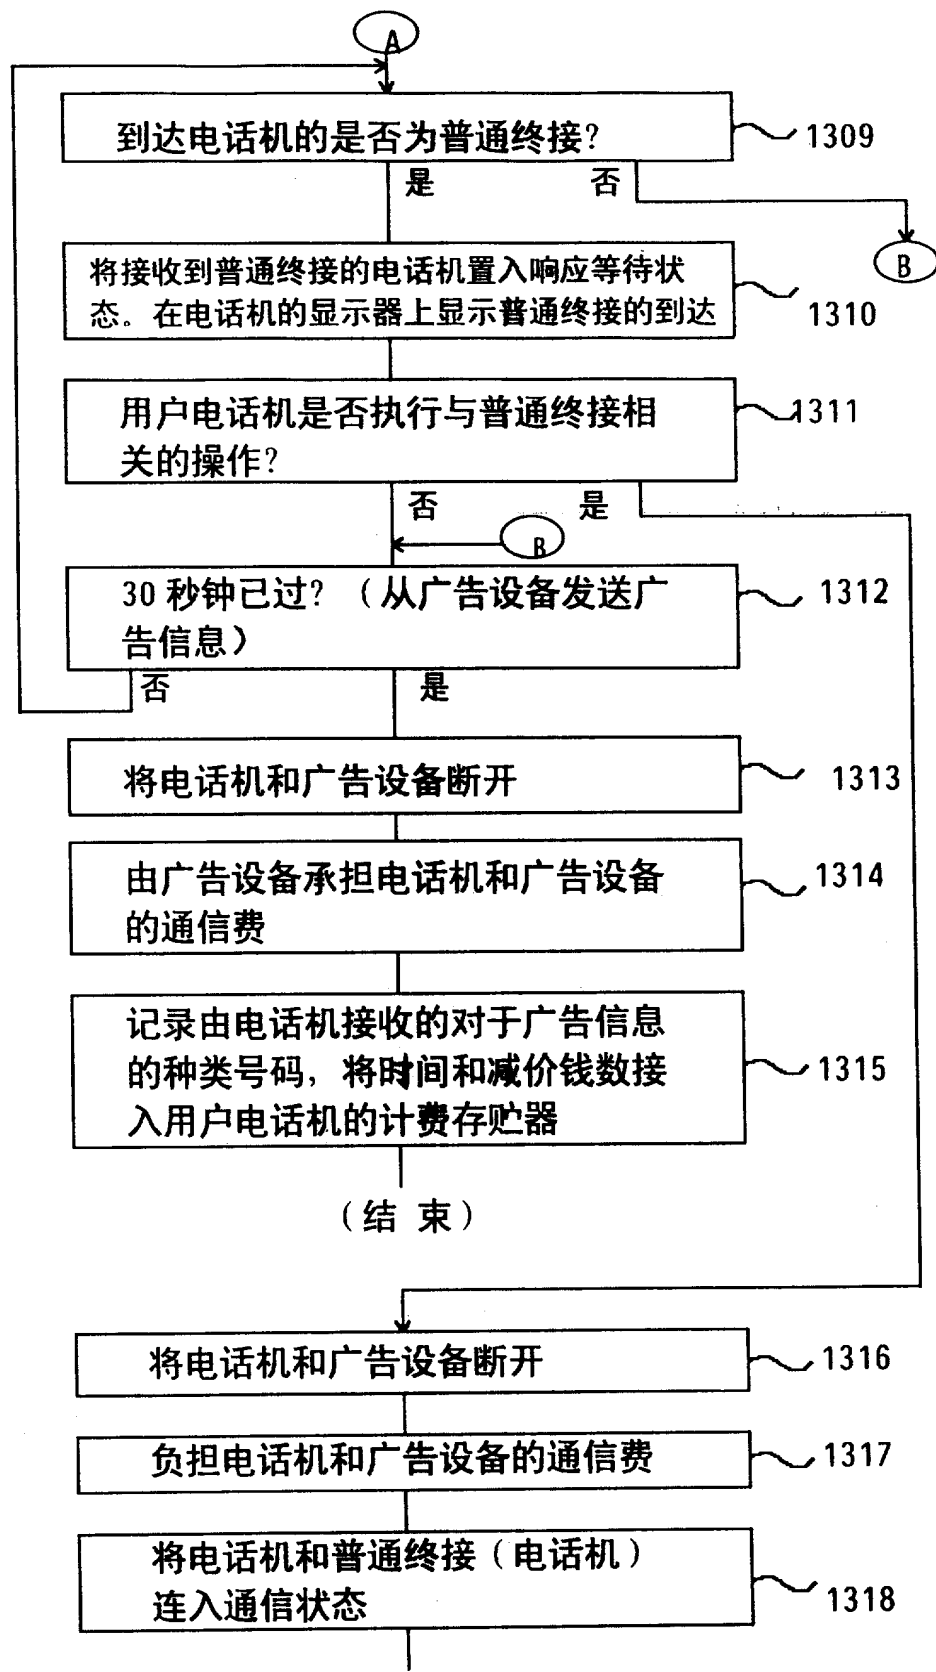 A
到达电话机的是否为普通终接?
1309
是
否
B
将接收到普通终接的电话机置入响应等待状
态。在电话机的显示器上显示普通终接的到达
1310
用户电话机是否执行与普通终接相
关的操作?
1311
否
是
B
30秒钟已过?(从广告设备发送广
告信息)
1312
否
是
将电话机和广告设备断开
1313
由广告设备承担电话机和广告设备
的通信费
1314
记录由电话机接收的对于广告信息
的种类号码,将时间和减价钱数接
入用户电话机的计费存贮器
1315
(结 束)
将电话机和广告设备断开
1316
负担电话机和广告设备的通信费
1317
将电话机和普通终接(电话机)
连入通信状态
1318